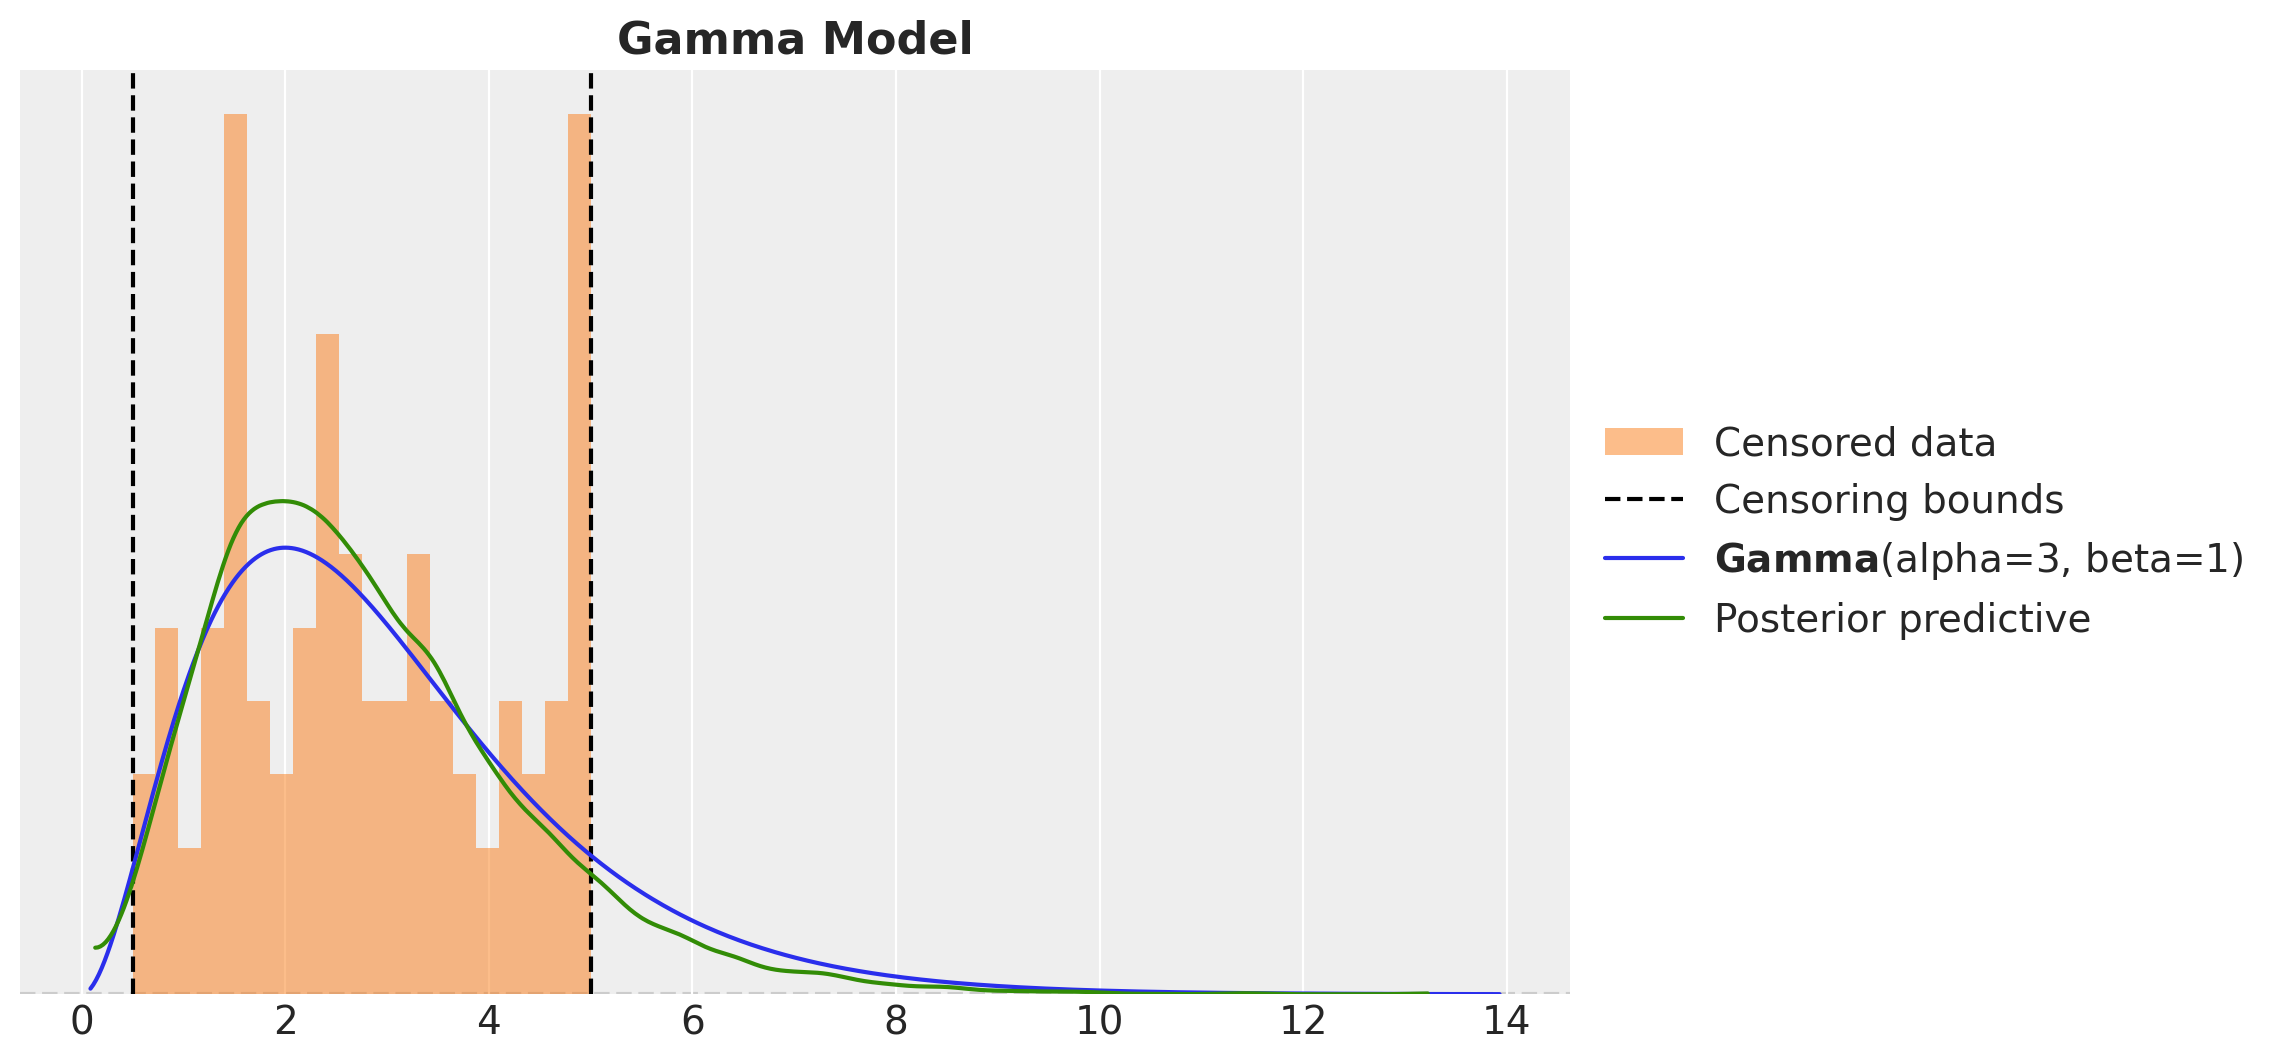 Gamma Model
Censored data
Censoring bounds
Gamma(alpha=3, beta=1)
Posterior predictive
0 2 4 6 8 10 12 14